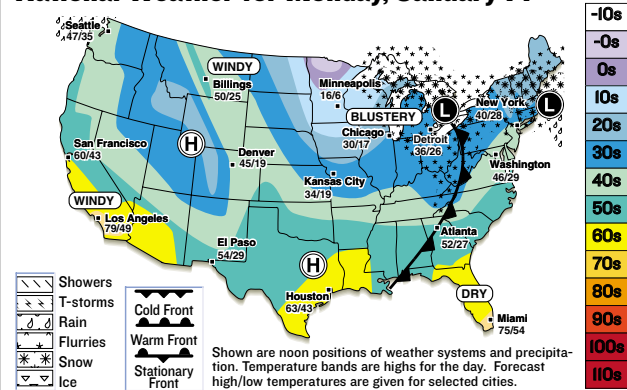 National Weather for Monday, January 14
Seattle
47/35
WINDY
Billings
50/25
Minneapolis
16/6
BLUSTERY
Chicago
30/17
Detroit
36/26
L
New York
40/28
L
San Francisco
60/43
H
Denver
45/19
Kansas City
34/19
Washington
46/29
WINDY
Los Angeles
79/49
El Paso
54/29
H
Houston
63/43
Atlanta
52/27
DRY
Miami
75/54
-10s
-0s
0s
10s
20s
30s
40s
50s
60s
70s
80s
90s
100s
110s
Showers
T-storms
Rain
Flurries
Snow
Ice
Cold Front
Warm Front
Stationary
Front
Shown are noon positions of weather systems and precipita-
tion. Temperature bands are highs for the day. Forecast
high/low temperatures are given for selected cities.